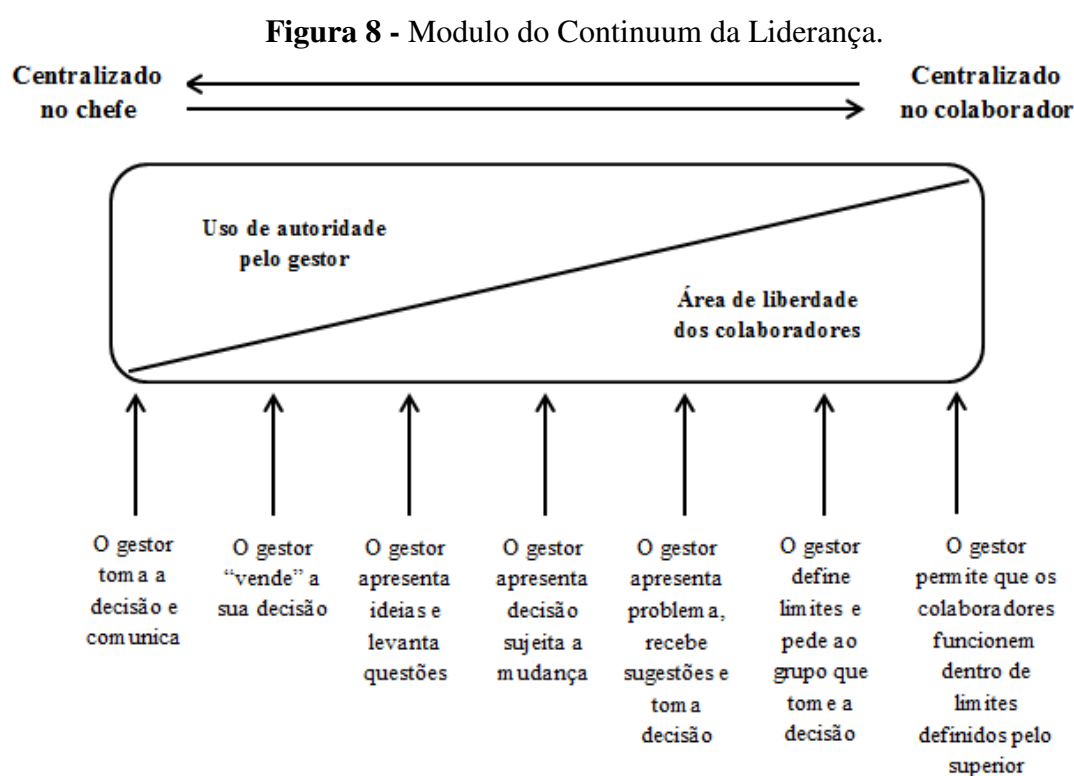 Figura 8 - Modulo do Continuum da Liderança.
Centralizado
no chefe
Centralizado
no colaborador
Uso de autoridade
pelo gestor
Área de liberdade
dos colaboradores
O gestor
toma a
decisão e
comunica
O gestor
“vende” a
sua decisão
O gestor
apresenta
ideias e
levanta
questões
O gestor
apresenta
decisão
sujeita a
mudança
O gestor
apresenta
problema,
recebe
sugestões e
toma
decisão
O gestor
define
limites e
pede ao
grupo que
tome a
decisão
O gestor
permite que os
colaboradores
funcionem
dentro de
limites
definidos pelo
superior